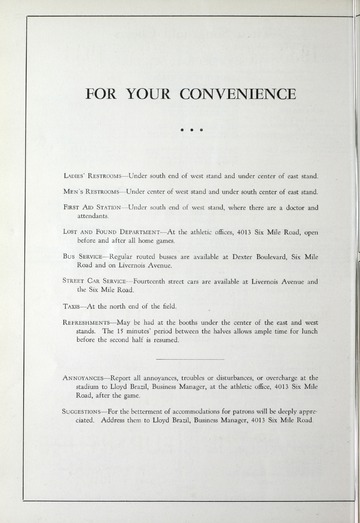 FOR YOUR CONVENIENCE
• • •
LADIES' RESTROOMS—Under south end of west stand and under center of east stand.
MEN'S RESTROOMS—Under center of west stand and under south center of east stand.
FIRST AID STATION—Under south end of west stand, where there are a doctor and
attendants.
LOST AND FOUND DEPARTMENT—At the athletic offices, 4013 Six Mile Road, open
before and after all home games.
BUS SERVICE—Regular routed busses are available at Dexter Boulevard, Six Mile
Road and on Livernois Avenue.
STREET CAR SERVICE—Fourteenth street cars are available at Livernois Avenue and
the Six Mile Road.
TAXIS—At the north end of the field.
REFRESHMENTS—May be had at the booths under the center of the east and west
stands. The 15 minutes' period between the halves allows ample time for lunch
before the second half is resumed.
ANNOYANCES—Report all annoyances, troubles or disturbances, or overcharge at the
stadium to Lloyd Brazil, Business Manager, at the athletic office, 4013 Six Mile
Road, after the game.
SUGGESTIONS—For the betterment of accommodations for patrons will be deeply appre-
ciated. Address them to Lloyd Brazil, Business Manager, 4013 Six Mile Road